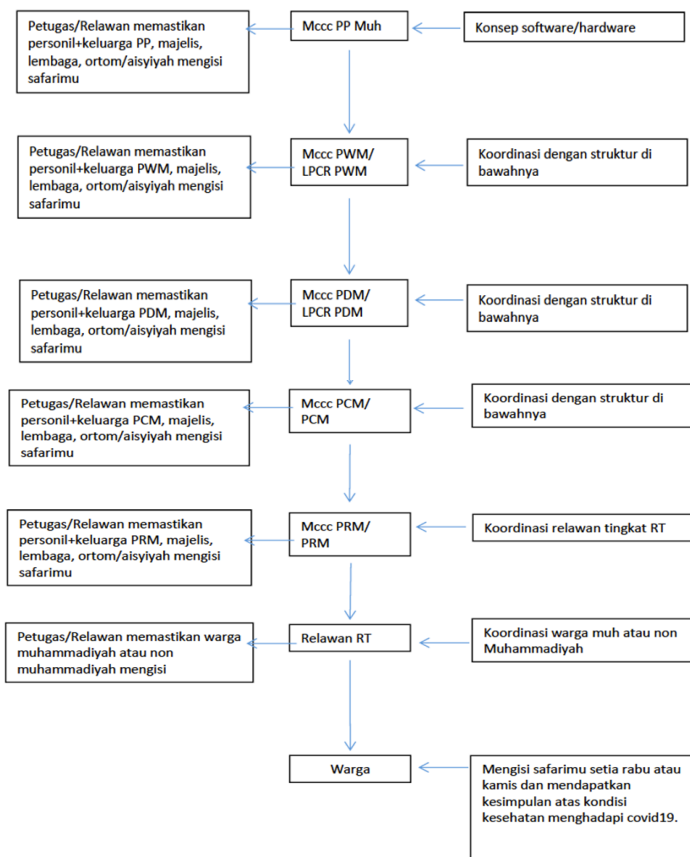 Petugas/Relawan memastikan
personil+keluarga PP, majelis,
lembaga, ortom/aisyiyah mengisi
safarimu
Mccc PP Muh
Konsep software/hardware
Petugas/Relawan memastikan
personil+keluarga PWM, majelis,
lembaga, ortom/aisyiyah mengisi
safarimu
Mccc PWM/
LPCR PWM
Koordinasi dengan struktur di
bawahnya
Petugas/Relawan memastikan
personil+keluarga PDM, majelis,
lembaga, ortom/aisyiyah mengisi
safarimu
Mccc PDM/
LPCR PDM
Koordinasi dengan struktur di
bawahnya
Petugas/Relawan memastikan
personil+keluarga PCM, majelis,
lembaga, ortom/aisyiyah mengisi
safarimu
Mccc PCM/
PCM
Koordinasi dengan struktur di
bawahnya
Petugas/Relawan memastikan
personil+keluarga PRM, majelis,
lembaga, ortom/aisyiyah mengisi
safarimu
Mccc PRM/
PRM
Koordinasi relawan tingkat RT
Petugas/Relawan memastikan warga
muhammadiyah atau non
muhammadiyah mengisi
Relawan RT
Koordinasi warga muh atau non
Muhammadiyah
Warga
Mengisi safarimu setia rabu atau
kamis dan mendapatkan
kesimpulan atas kondisi
kesehatan menghadapi covid19.